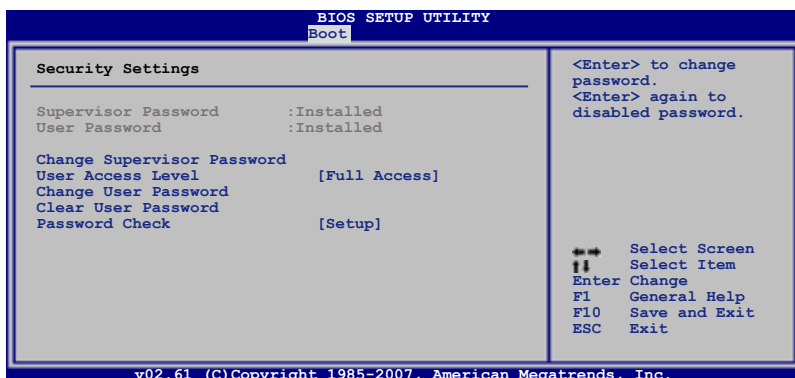 BIOS SETUP UTILITY
Boot
Security Settings
Supervisor Password :Installed
User Password :Installed
Change Supervisor Password
User Access Level [Full Access]
Change User Password
Clear User Password
Password Check [Setup]
<Enter> to change
password.
<Enter> again to
disabled password.
Select Screen
Select Item
Enter Change
F1 General Help
F10 Save and Exit
ESC Exit
v02.61 (C)Copyright 1985-2007, American Megatrends, Inc.